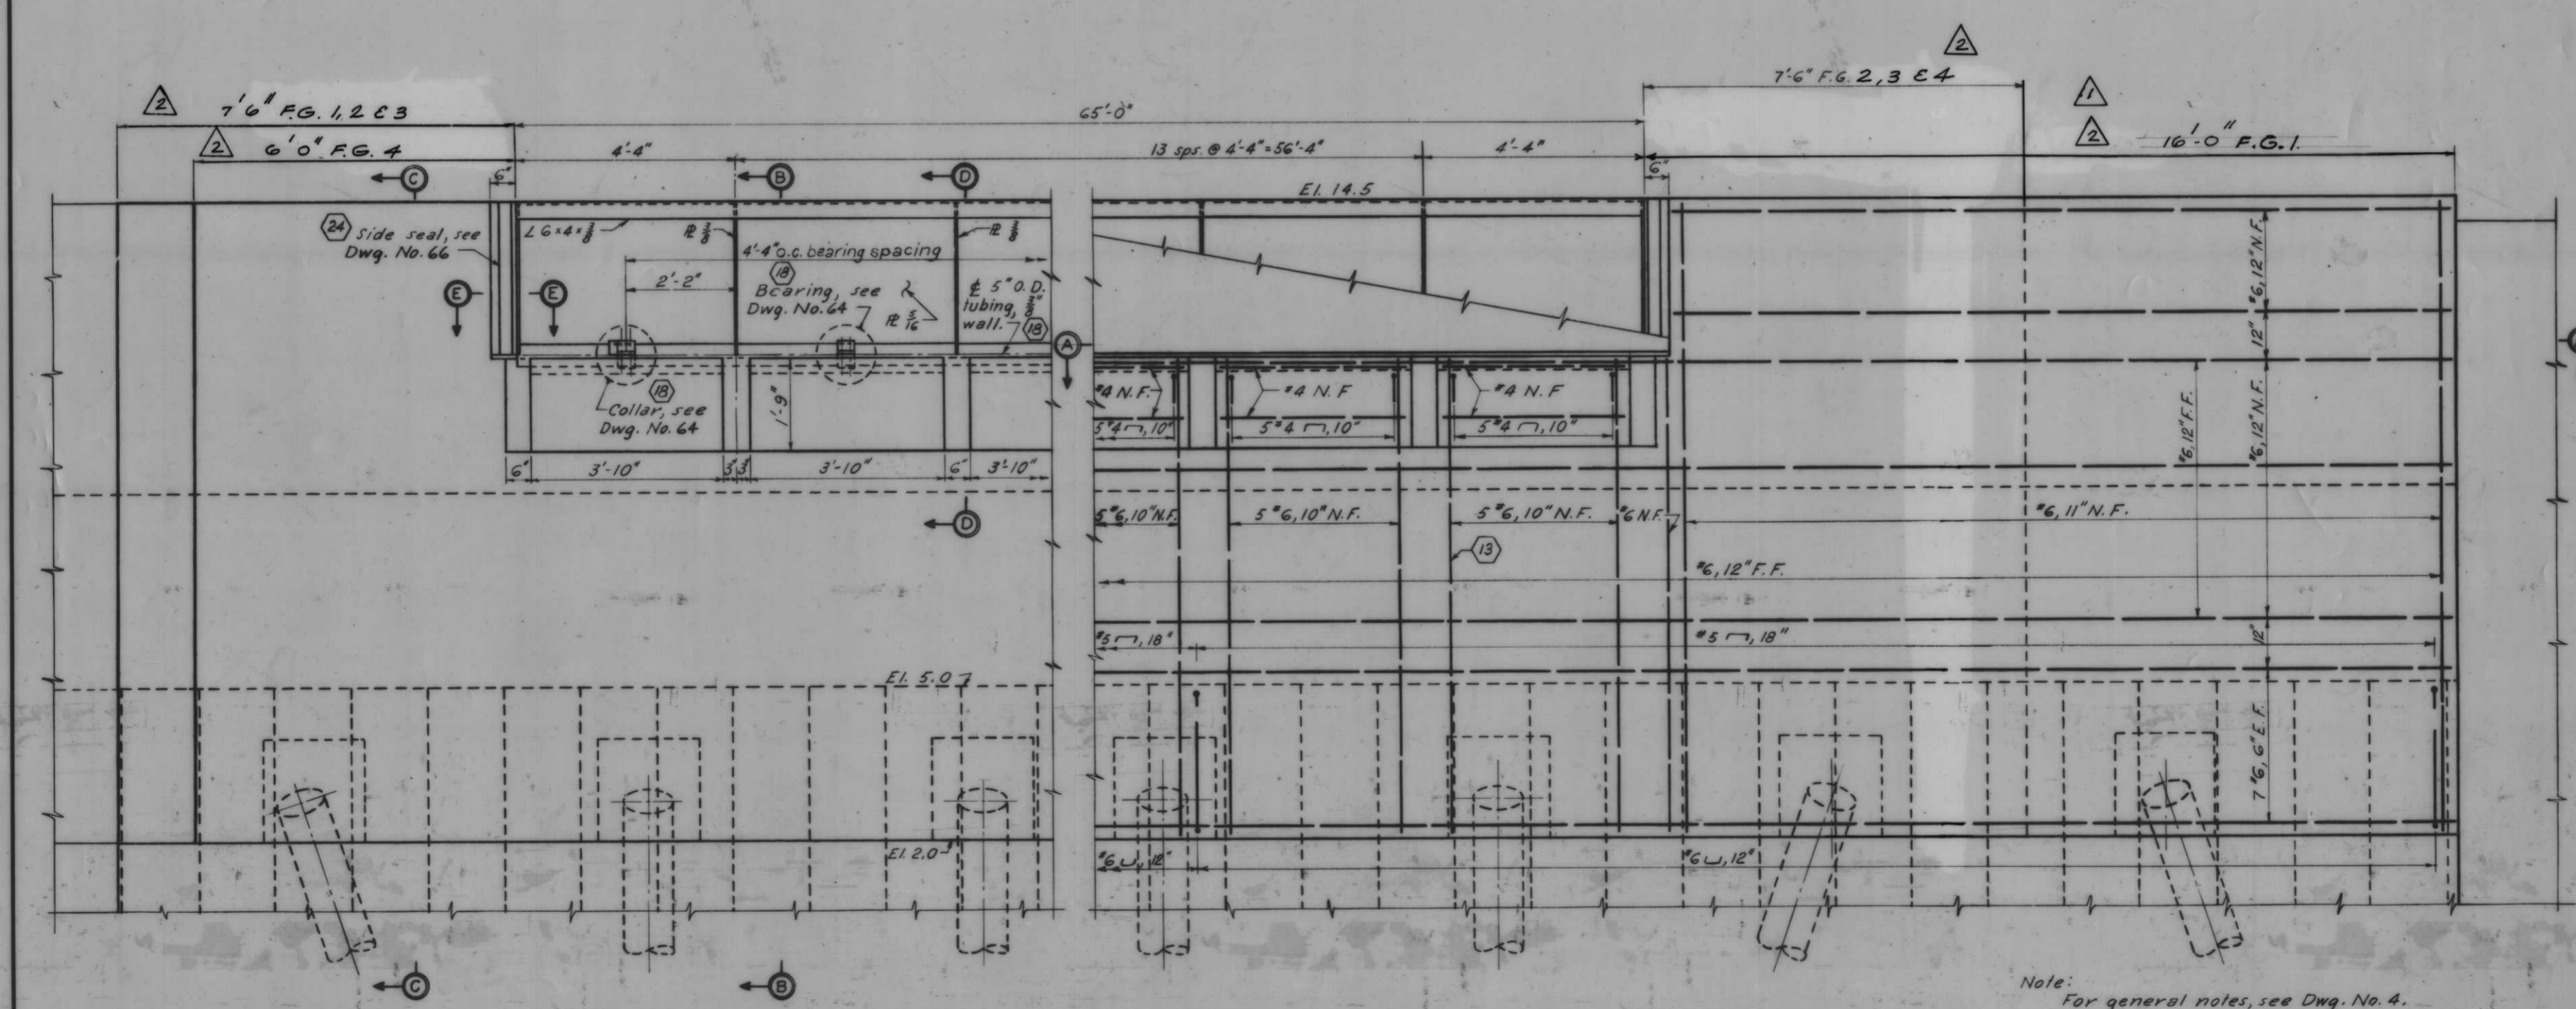 2
7'-6" F.G. 2, 3 & 4
2
7'6" F.G. 1, 2 & 3
65'-0"
1
2
6'0" F.G. 4
4'-4"
13 sps. @ 4'-4"=56'-4"
4'-4"
2
16'-0" F.G. 1.
C
6"
B
D
6"
El. 14.5
24
Side seal, see
Dwg. No. 66
L 6×4×3/8
PL 3/8
PL 3/8
4'-4" o.c. bearing spacing
2'-2"
18
Bearing, see
Dwg. No. 64
PL 5/16
℄ 5" O.D.
tubing, 3/8"
wall.
18
E
E
A
#6, 12" N.F.
12"
18
Collar, see
Dwg. No. 64
1'-9"
#4 N.F.
#4 N.F
#4 N.F
5 #4 ⊓, 10"
5 #4 ⊓, 10"
5 #4 ⊓, 10"
#6, 12" F.F.
#6, 12" N.F.
6"
3'-10"
3"
3"
3'-10"
6"
3'-10"
D
5 #6, 10" N.F.
5 #6, 10" N.F.
5 #6, 10" N.F.
#6 N.F.
#6, 11" N.F.
13
#6, 12" F.F.
#5 ⊓, 18"
#5 ⊓, 18"
12"
El. 5.0
7 #6, 6" E.F.
El. 2.0
#6 ⊔, 12"
#6 ⊔, 12"
C
B
Note:
For general notes, see Dwg. No. 4.